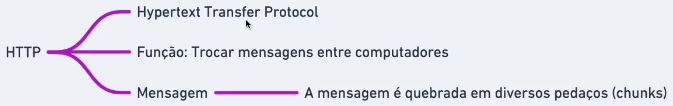 Hypertext Transfer Protocol
HTTP
Função: Trocar mensagens entre computadores
Mensagem
A mensagem é quebrada em diversos pedaços (chunks)